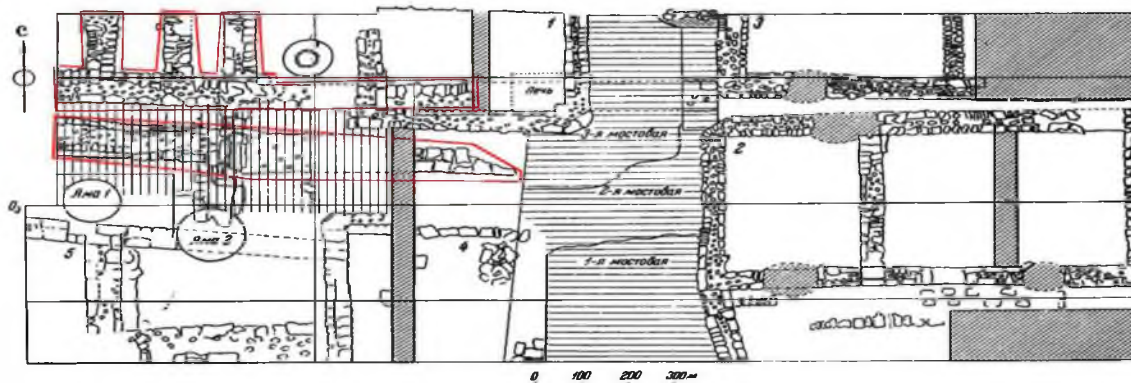 С
1
3
Печь
3-я мостовая
2
2-я мостовая
Яма 1
Яма 2
5
4
1-я мостовая
0 100 200 300 м